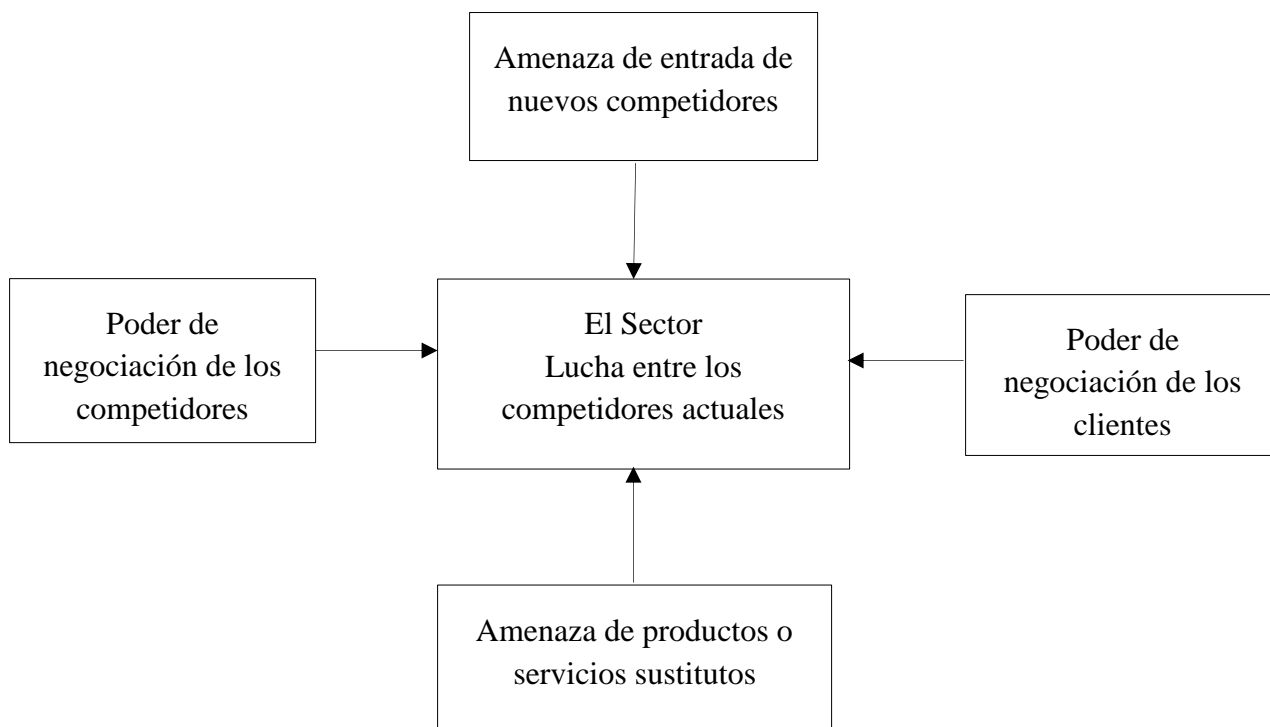 Amenaza de entrada de
nuevos competidores
Poder de
negociación de los
competidores
El Sector
Lucha entre los
competidores actuales
Poder de
negociación de los
clientes
Amenaza de productos o
servicios sustitutos